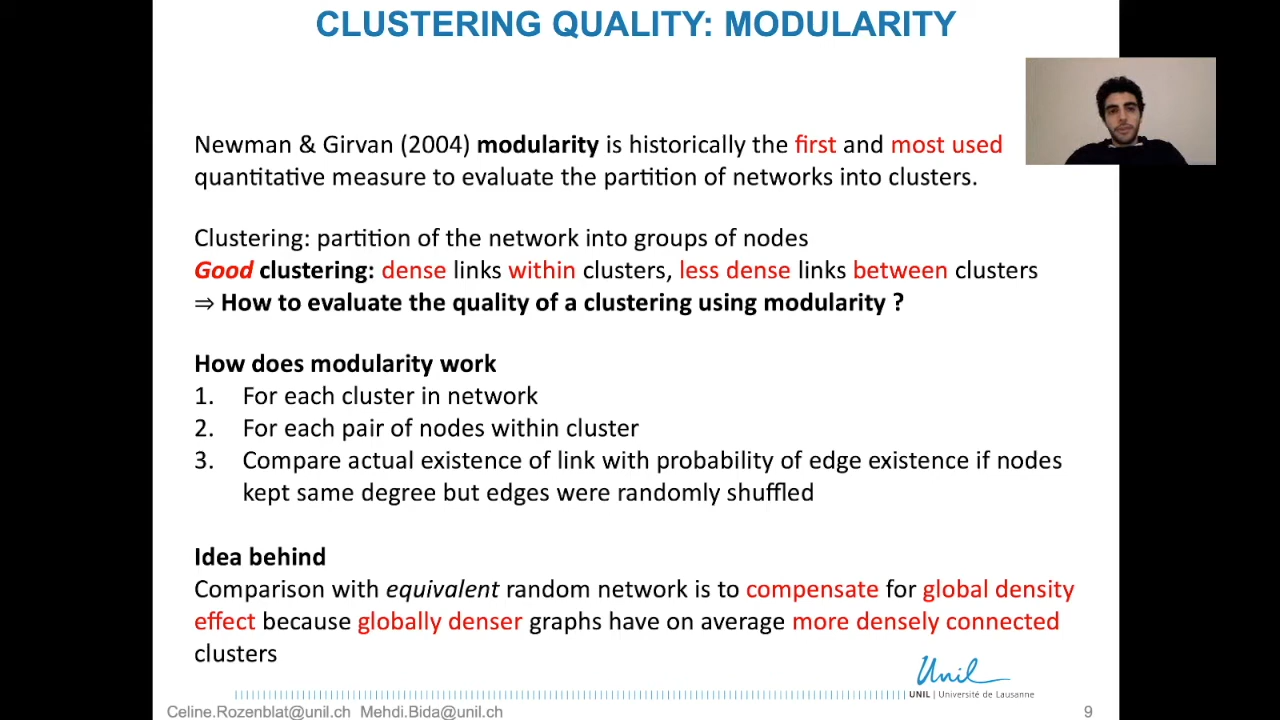 CLUSTERING QUALITY: MODULARITY
Newman & Girvan (2004) modularity is historically the first and most used
quantitative measure to evaluate the partition of networks into clusters.
Clustering: partition of the network into groups of nodes
Good clustering: dense links within clusters, less dense links between clusters
⇒ How to evaluate the quality of a clustering using modularity ?
How does modularity work
1. For each cluster in network
2. For each pair of nodes within cluster
3. Compare actual existence of link with probability of edge existence if nodes
kept same degree but edges were randomly shuffled
Idea behind
Comparison with equivalent random network is to compensate for global density
effect because globally denser graphs have on average more densely connected
clusters
Unil
UNIL | Université de Lausanne
Celine.Rozenblat@unil.ch Mehdi.Bida@unil.ch
9